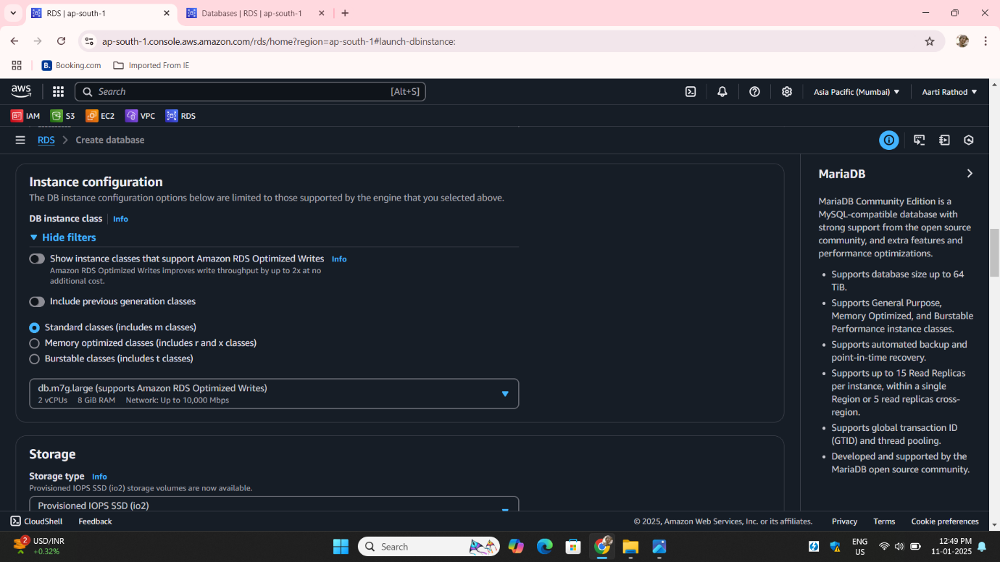 RDS | ap-south-1
Databases | RDS | ap-south-1
ap-south-1.console.aws.amazon.com/rds/home?region=ap-south-1#launch-dbinstance:
B. Booking.com
Imported From IE
aws
Search [Alt+S]
Asia Pacific (Mumbai)
Aarti Rathod
IAM
S3
EC2
VPC
RDS
RDS
Create database
Instance configuration
The DB instance configuration options below are limited to those supported by the engine that you selected above.
DB instance class Info
Hide filters
Show instance classes that support Amazon RDS Optimized Writes Info
Amazon RDS Optimized Writes improves write throughput by up to 2x at no
additional cost.
Include previous generation classes
Standard classes (includes m classes)
Memory optimized classes (includes r and x classes)
Burstable classes (includes t classes)
db.m7g.large (supports Amazon RDS Optimized Writes)
2 vCPUs 8 GiB RAM Network: Up to 10,000 Mbps
Storage
Storage type Info
Provisioned IOPS SSD (io2) storage volumes are now available.
Provisioned IOPS SSD (io2)
MariaDB
MariaDB Community Edition is a
MySQL-compatible database with
strong support from the open source
community, and extra features and
performance optimizations.
• Supports database size up to 64
TiB.
• Supports General Purpose,
Memory Optimized, and Burstable
Performance instance classes.
• Supports automated backup and
point-in-time recovery.
• Supports up to 15 Read Replicas
per instance, within a single
Region or 5 read replicas cross-
region.
• Supports global transaction ID
(GTID) and thread pooling.
• Developed and supported by the
MariaDB open source community.
CloudShell
Feedback
© 2025, Amazon Web Services, Inc. or its affiliates.
Privacy
Terms
Cookie preferences
2
USD/INR
+0.32%
Search
ENG
US
12:49 PM
11-01-2025